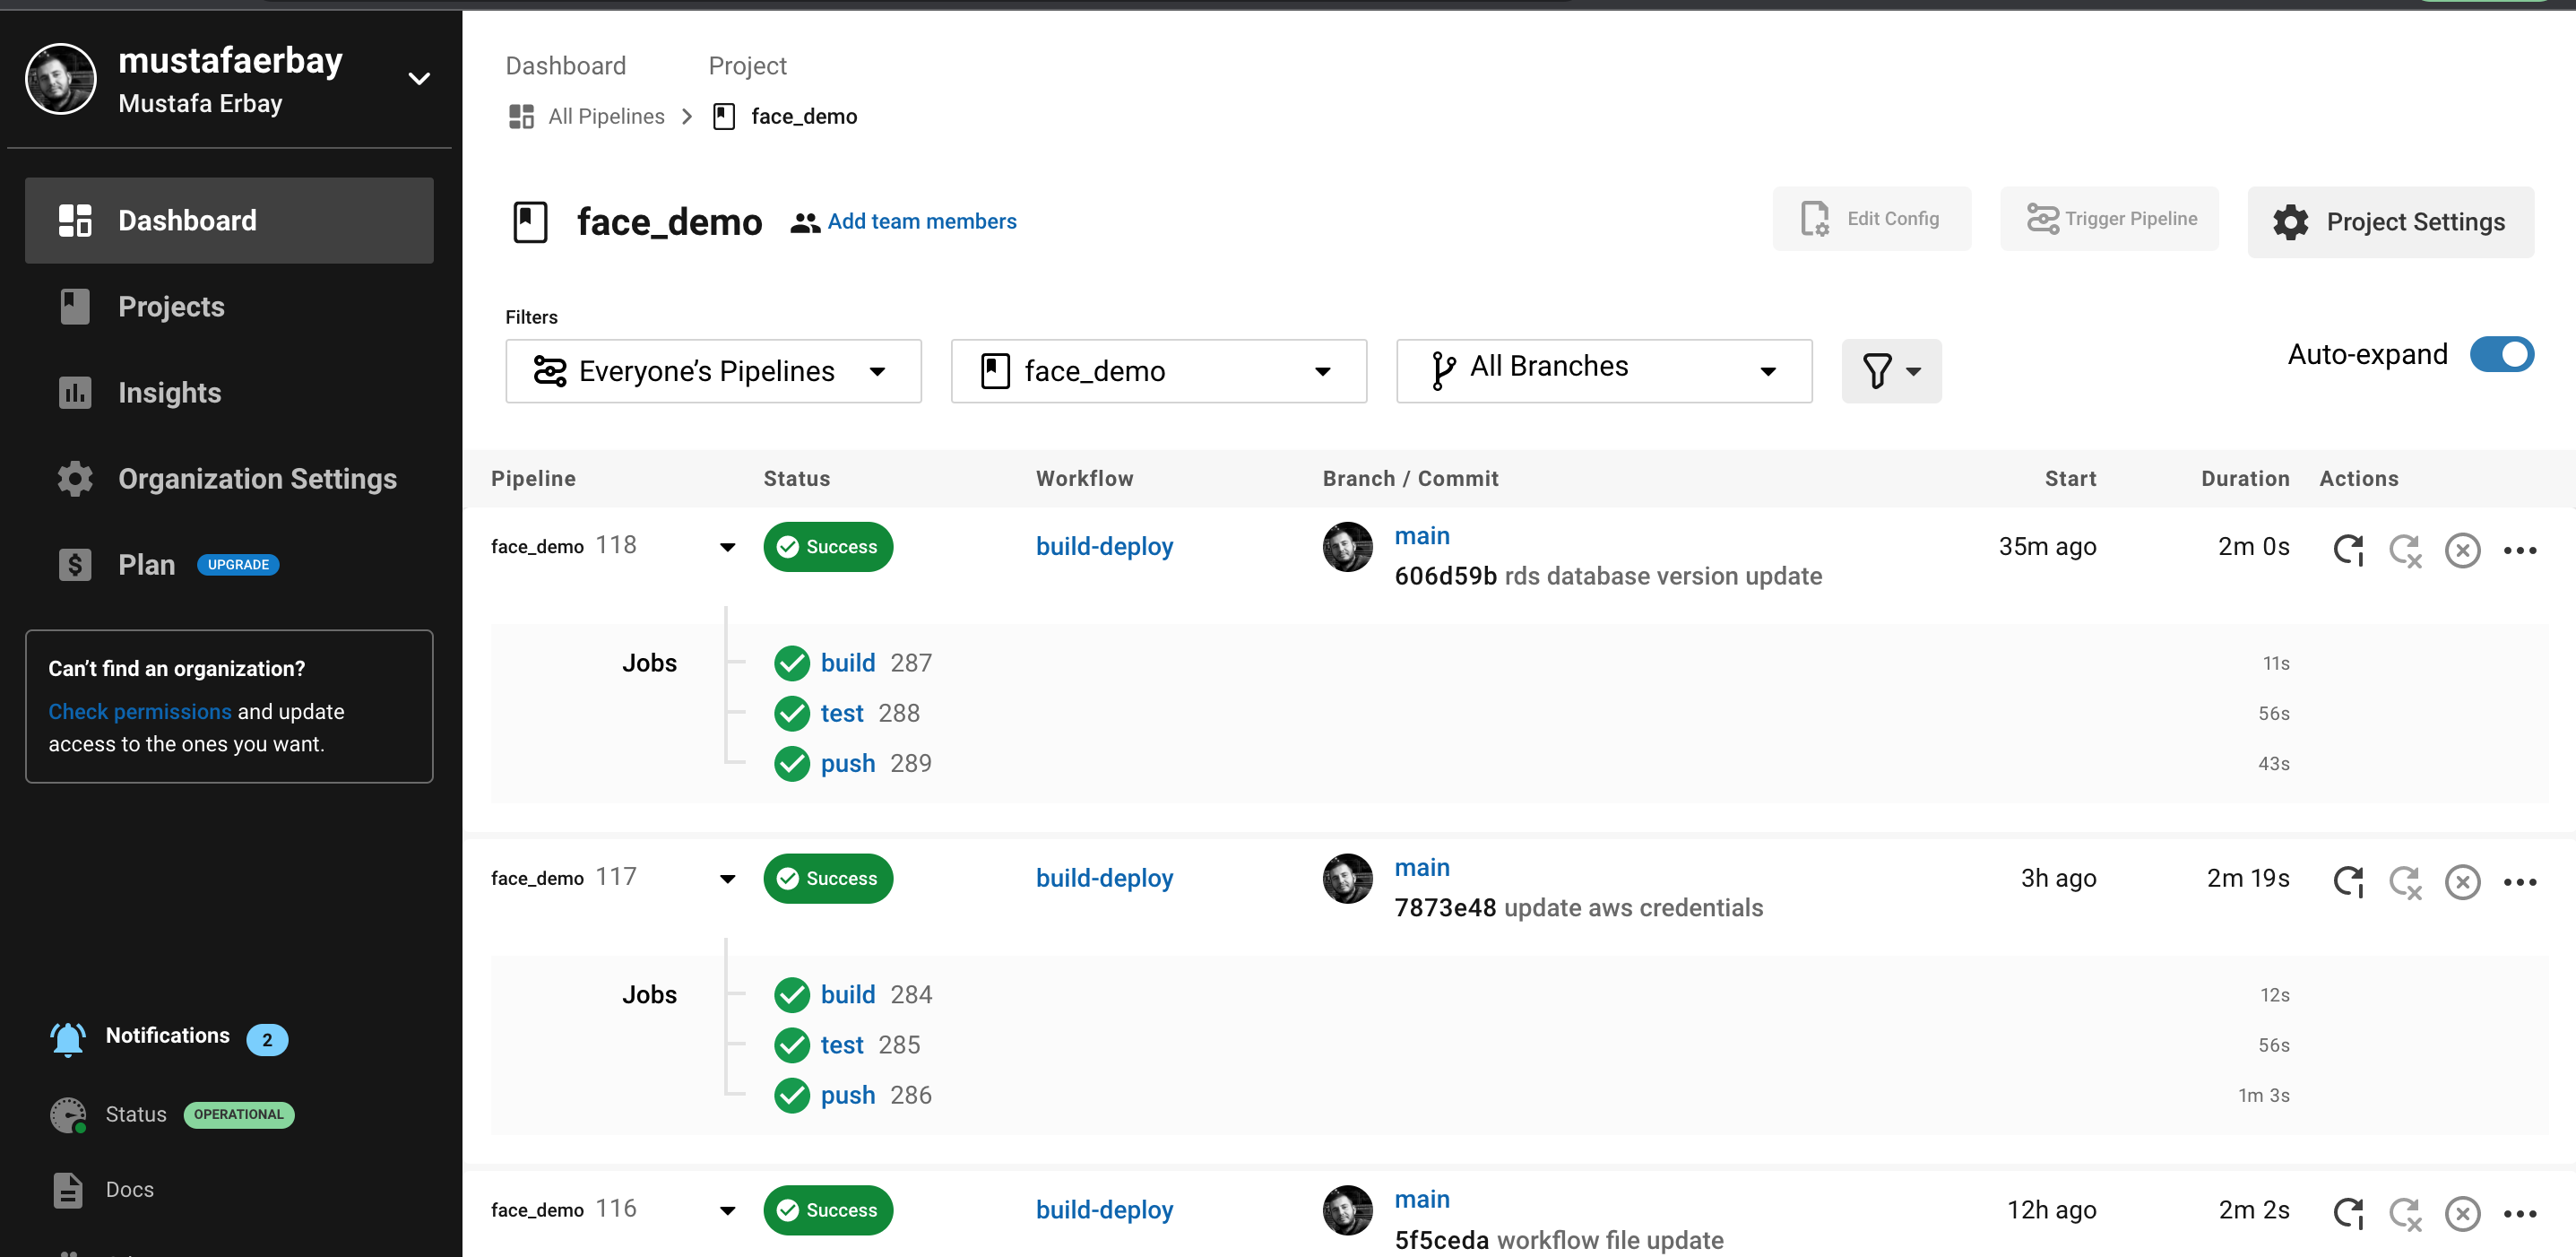 mustafaerbay
Mustafa Erbay
Dashboard
Projects
Insights
Organization Settings
Plan UPGRADE
Can’t find an organization?
Check permissions and update
access to the ones you want.
Notifications 2
Status OPERATIONAL
Docs
Dashboard Project
All Pipelines face_demo
face_demo Add team members
Edit Config Trigger Pipeline Project Settings
Filters
Everyone’s Pipelines face_demo All Branches
Auto-expand
Pipeline Status Workflow Branch / Commit Start Duration Actions
face_demo 118 Success build-deploy main 35m ago 2m 0s
606d59b rds database version update
Jobs build 287 11s
test 288 56s
push 289 43s
face_demo 117 Success build-deploy main 3h ago 2m 19s
7873e48 update aws credentials
Jobs build 284 12s
test 285 56s
push 286 1m 3s
face_demo 116 Success build-deploy main 12h ago 2m 2s
5f5ceda workflow file update